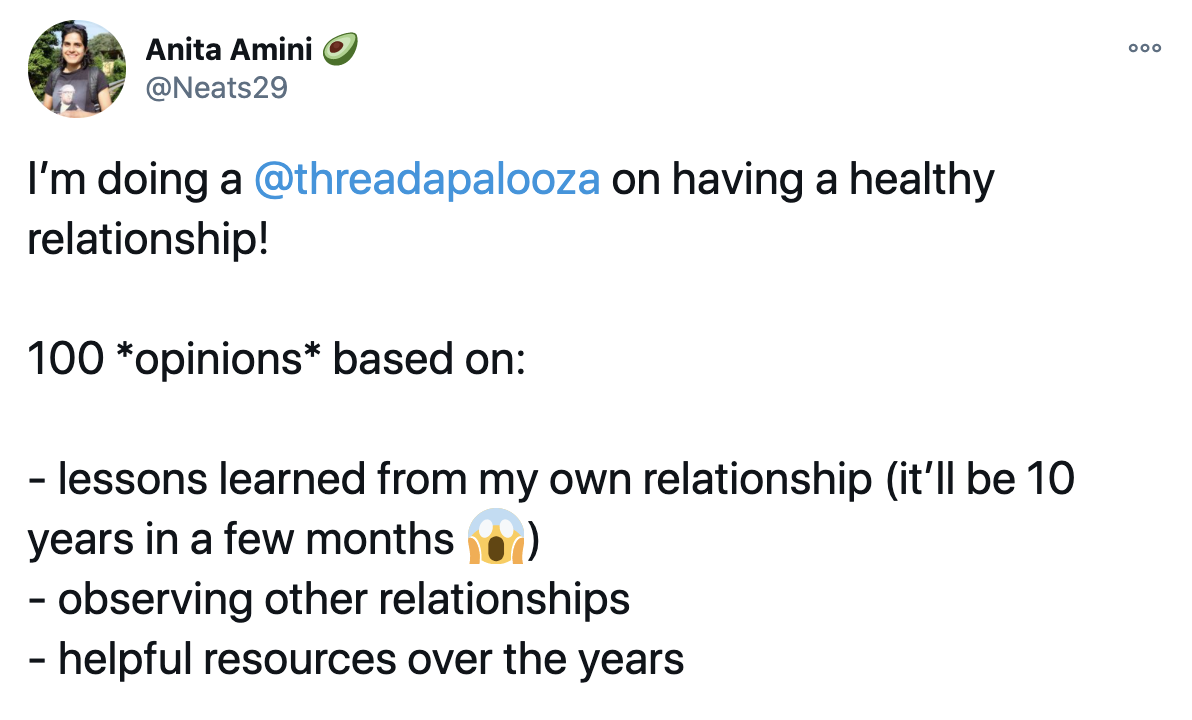 Anita Amini 🥑
@Neats29
I’m doing a @threadapalooza on having a healthy
relationship!
100 *opinions* based on:
- lessons learned from my own relationship (it’ll be 10
years in a few months 😱)
- observing other relationships
- helpful resources over the years